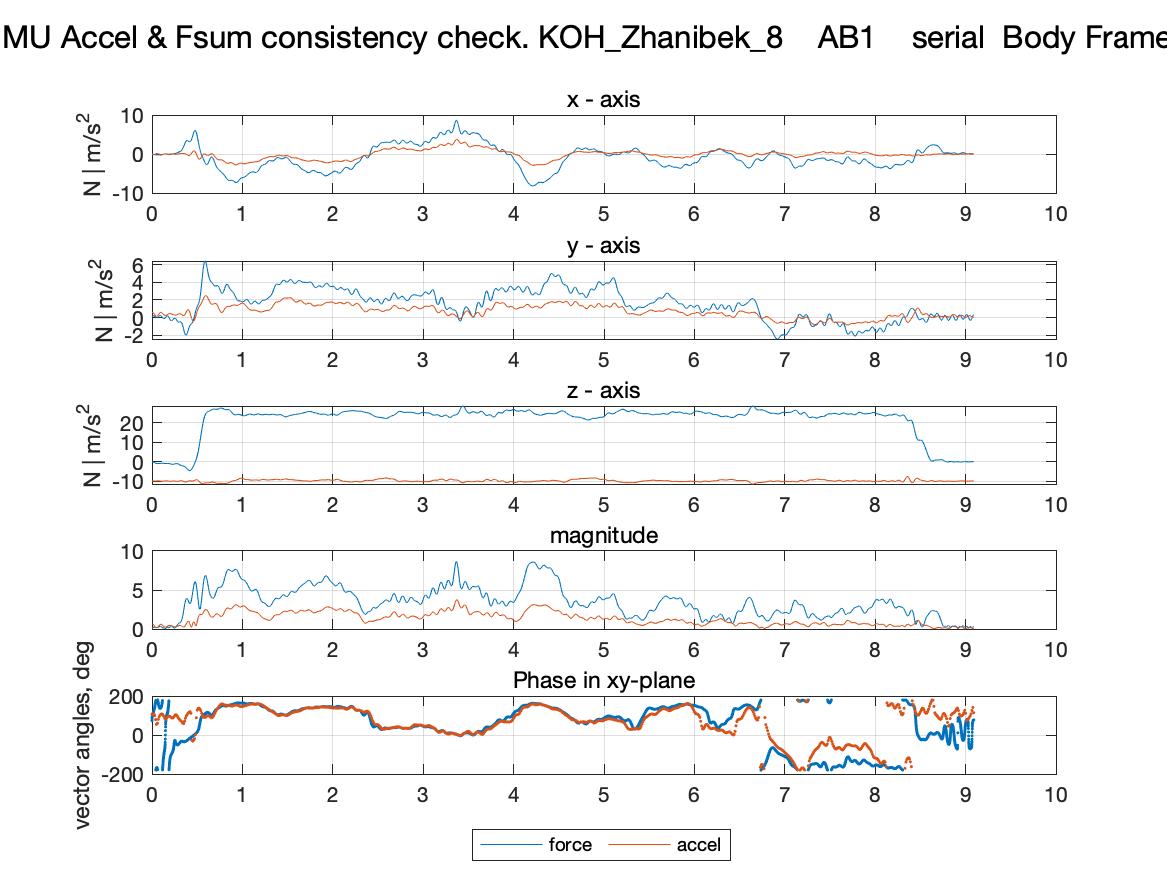 MU Accel & Fsum consistency check. KOH_Zhanibek_8 AB1 serial Body Frame
x - axis
N | m/s²
10
0
-10
0 1 2 3 4 5 6 7 8 9 10
y - axis
N | m/s²
6
4
2
0
-2
0 1 2 3 4 5 6 7 8 9 10
z - axis
N | m/s²
20
10
0
-10
0 1 2 3 4 5 6 7 8 9 10
magnitude
10
5
0
0 1 2 3 4 5 6 7 8 9 10
Phase in xy-plane
vector angles, deg
200
0
-200
0 1 2 3 4 5 6 7 8 9 10
force accel